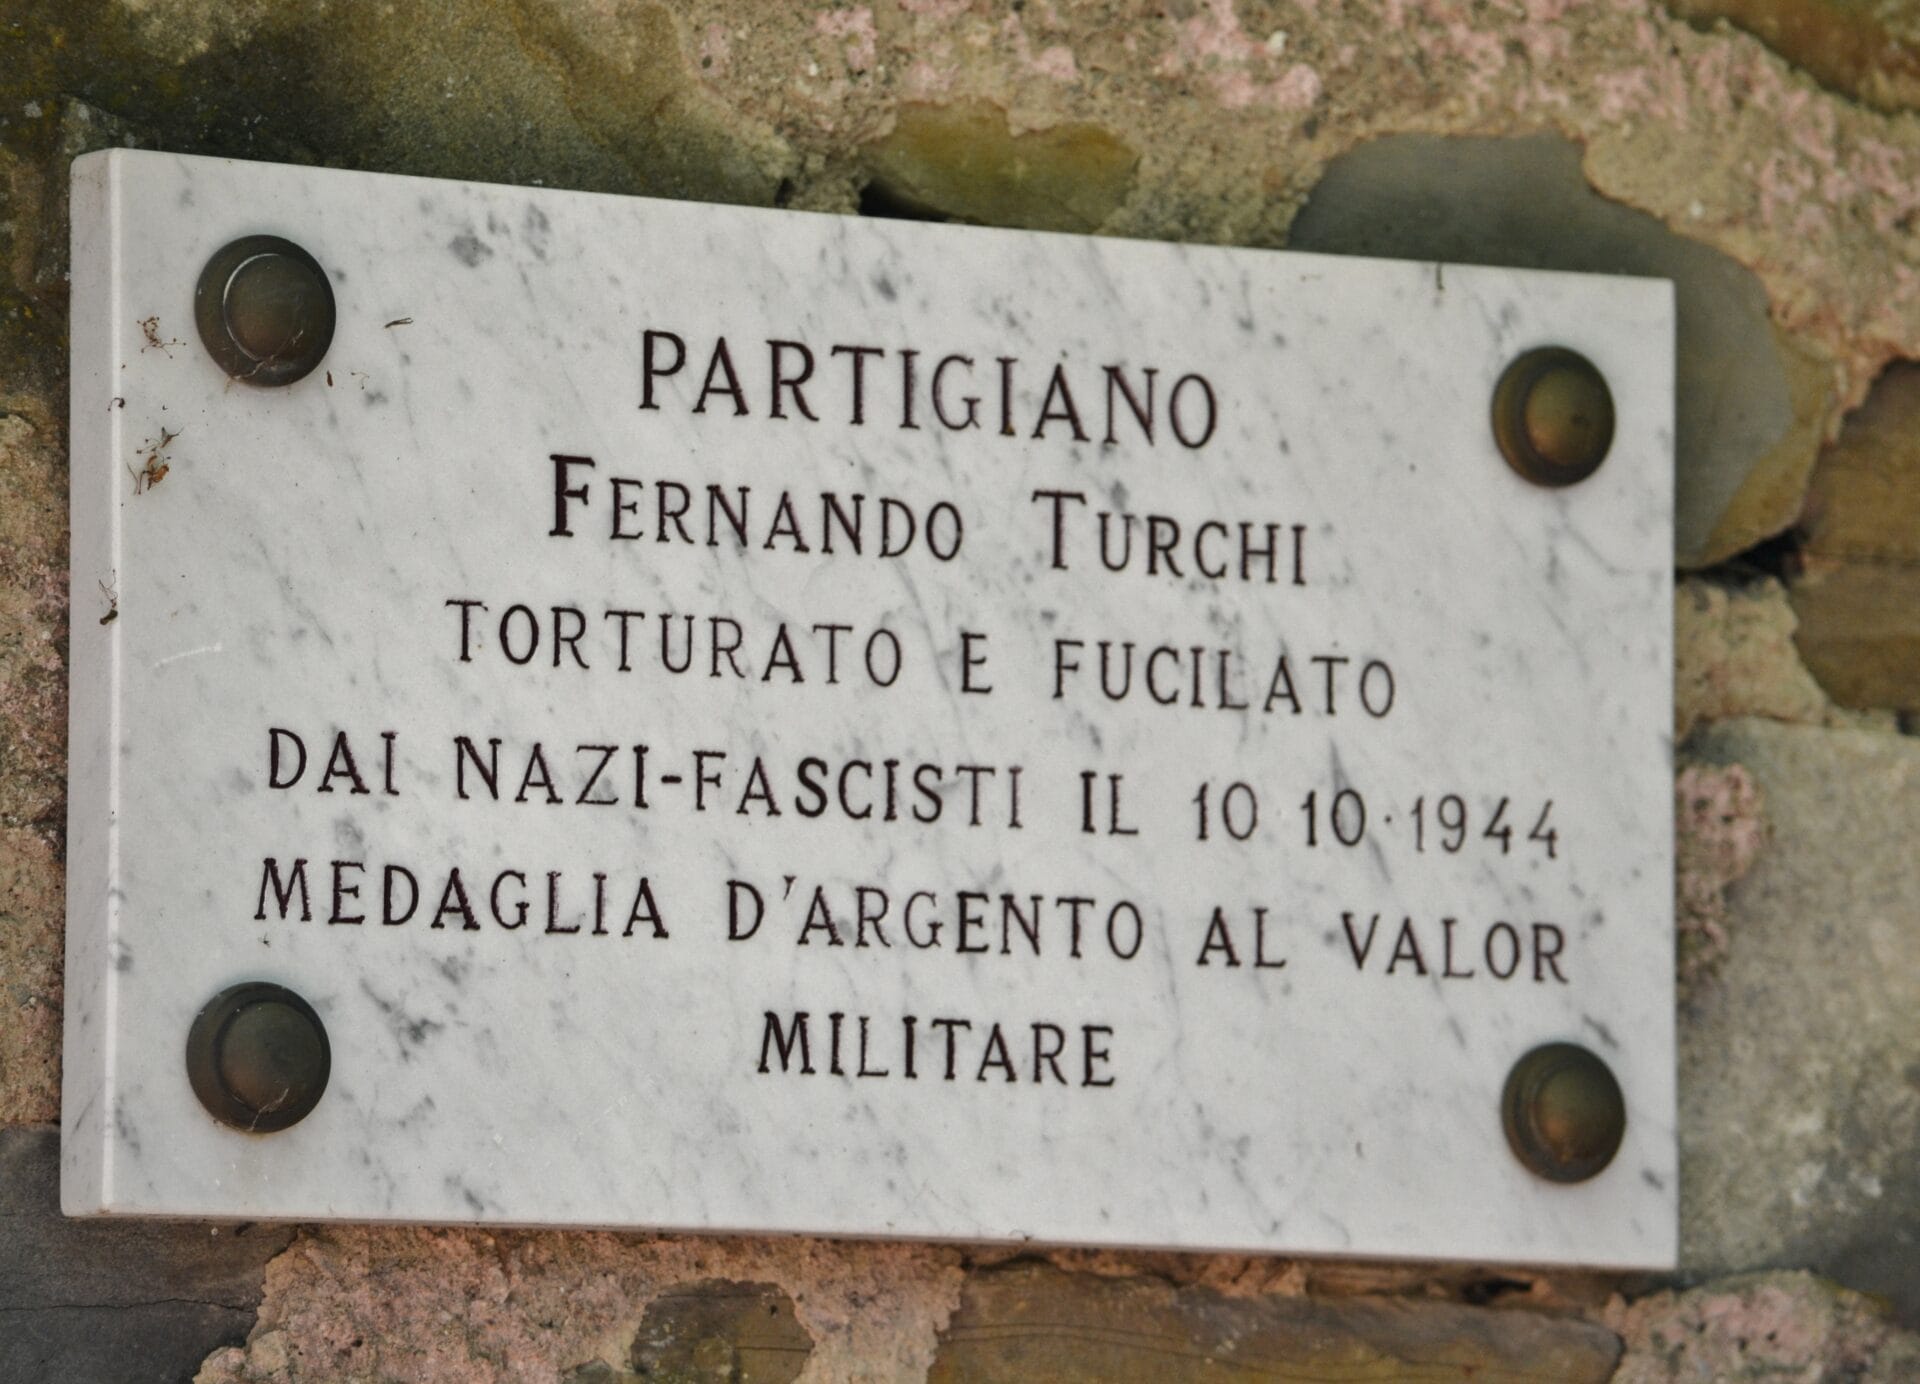 PARTIGIANO
FERNANDO TURCHI
TORTURATO E FUCILATO
DAI NAZI-FASCISTI IL 10 10·1944
MEDAGLIA D'ARGENTO AL VALOR
MILITARE